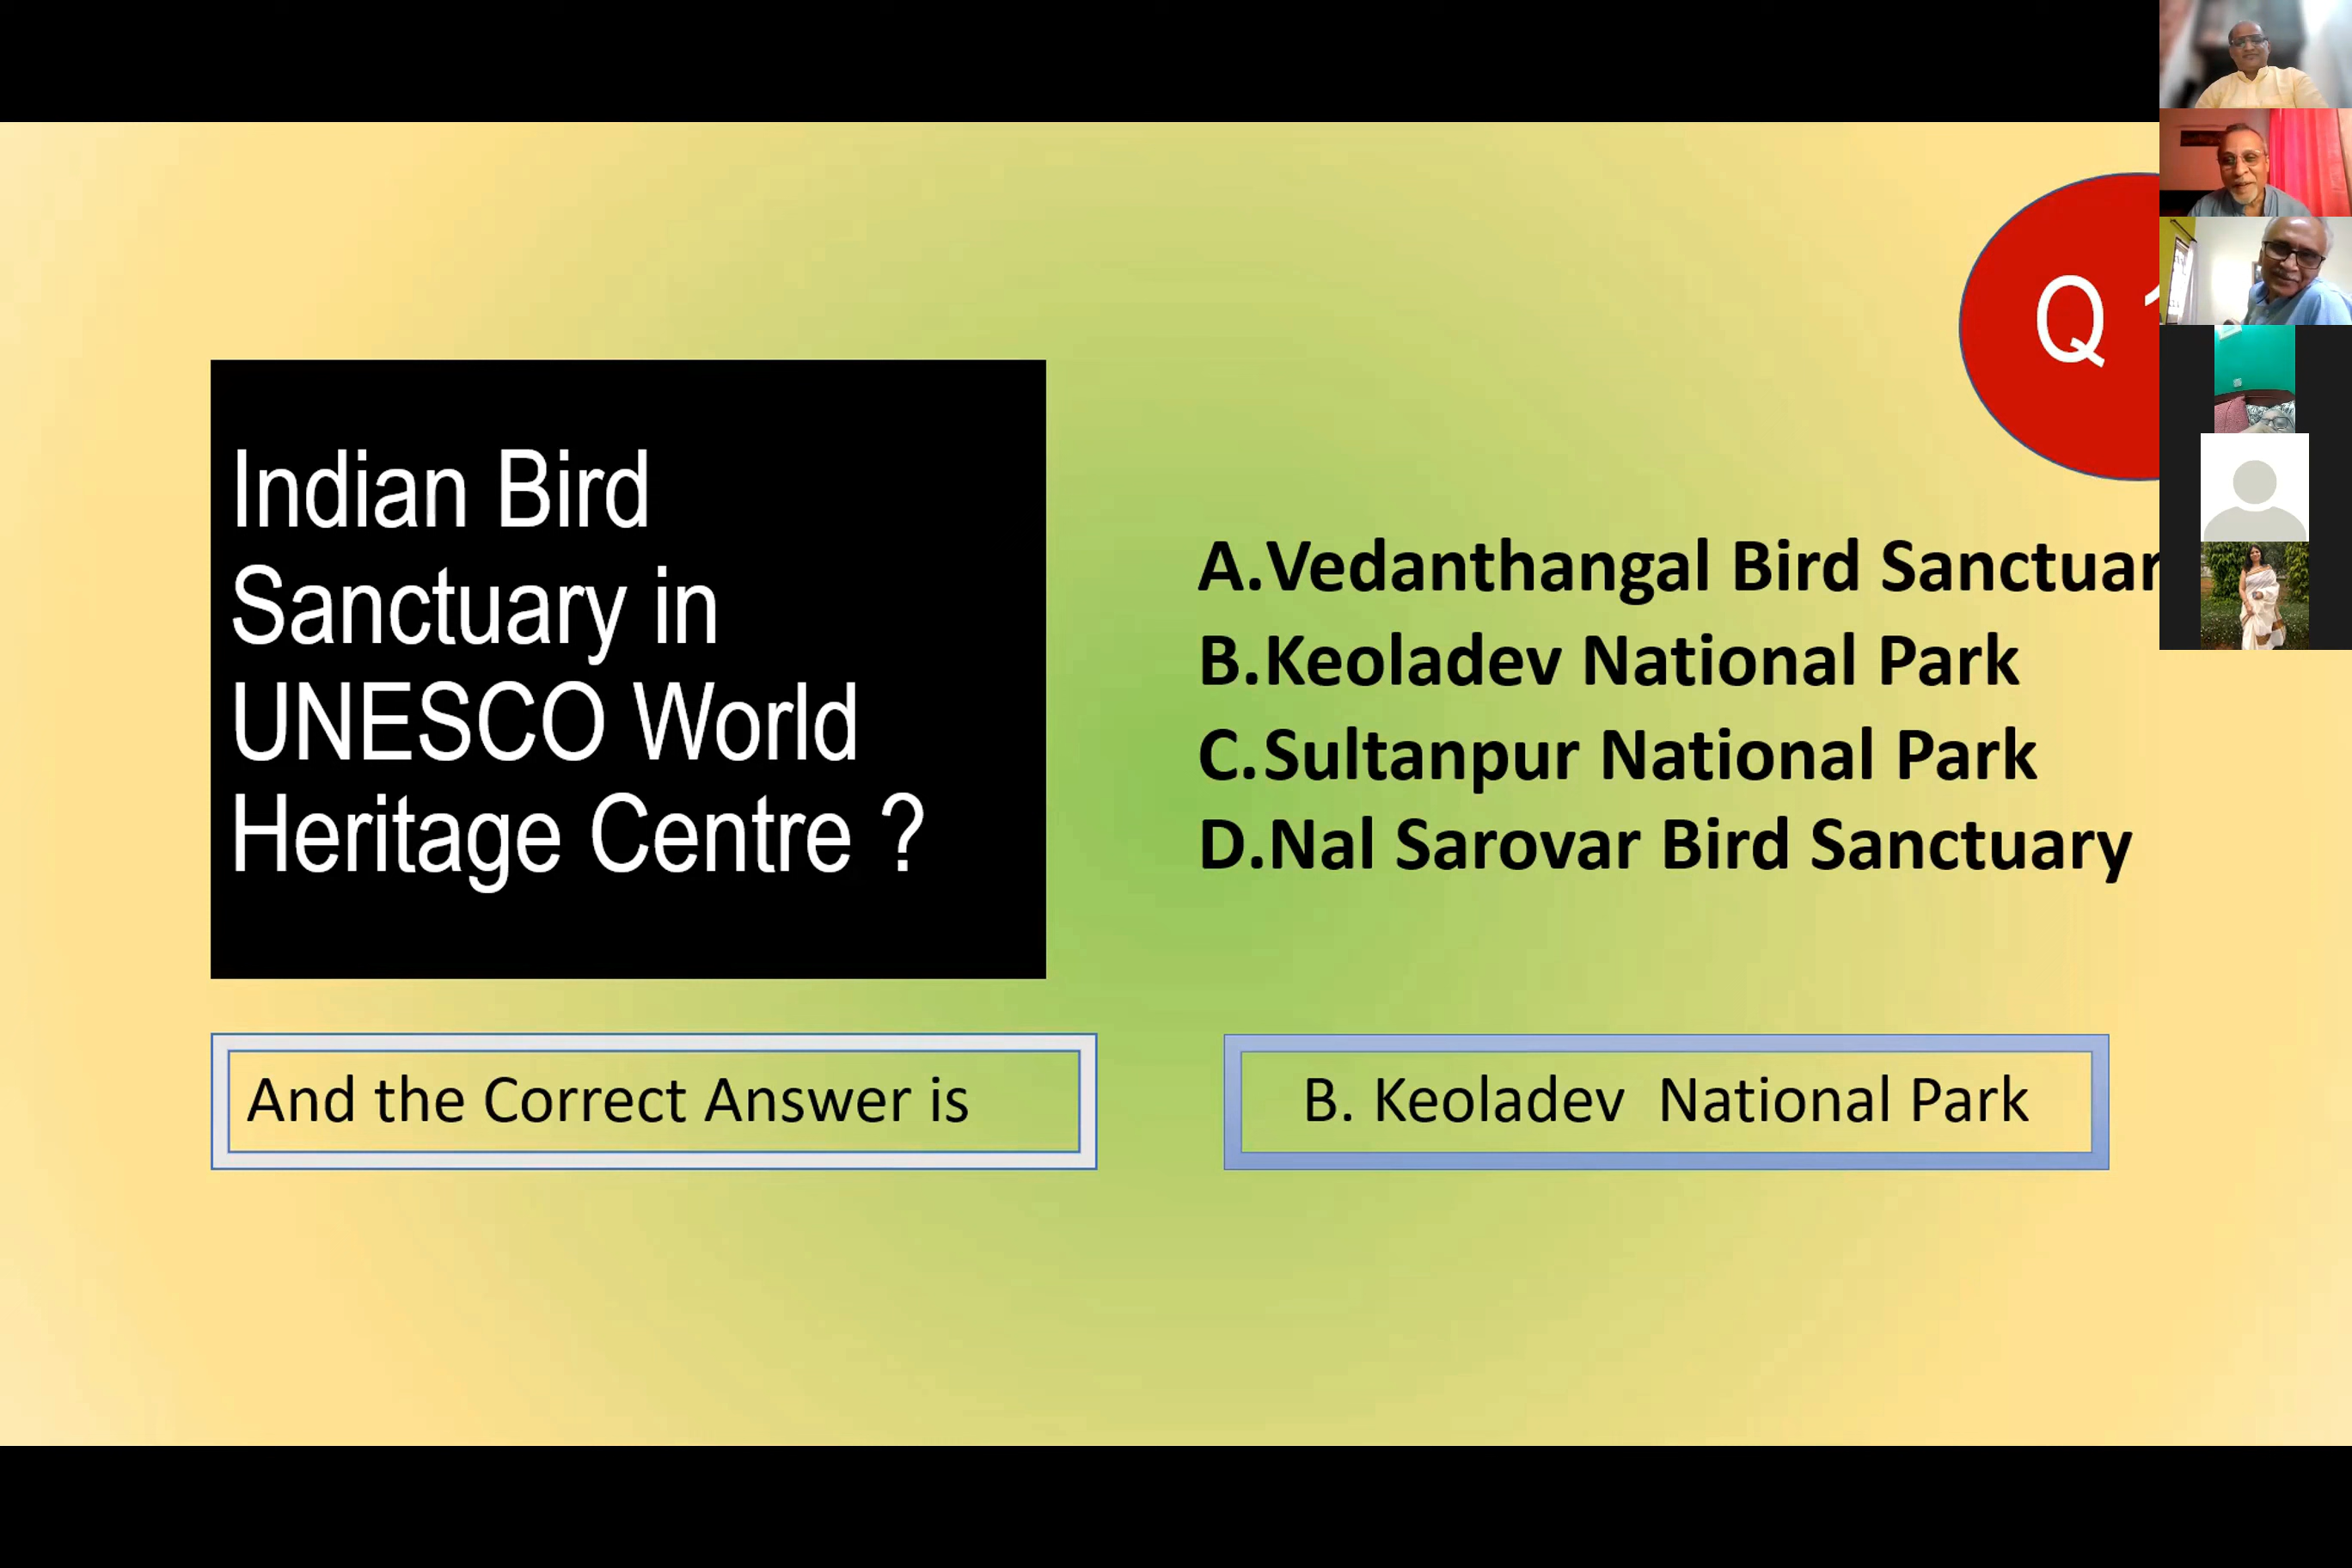 Q
Indian Bird
Sanctuary in
UNESCO World
Heritage Centre ?
A.Vedanthangal Bird
B.Keoladev National Park
C.Sultanpur National Park
D.Nal Sarovar Bird Sanctuary
And the Correct Answer is
B. Keoladev National Park